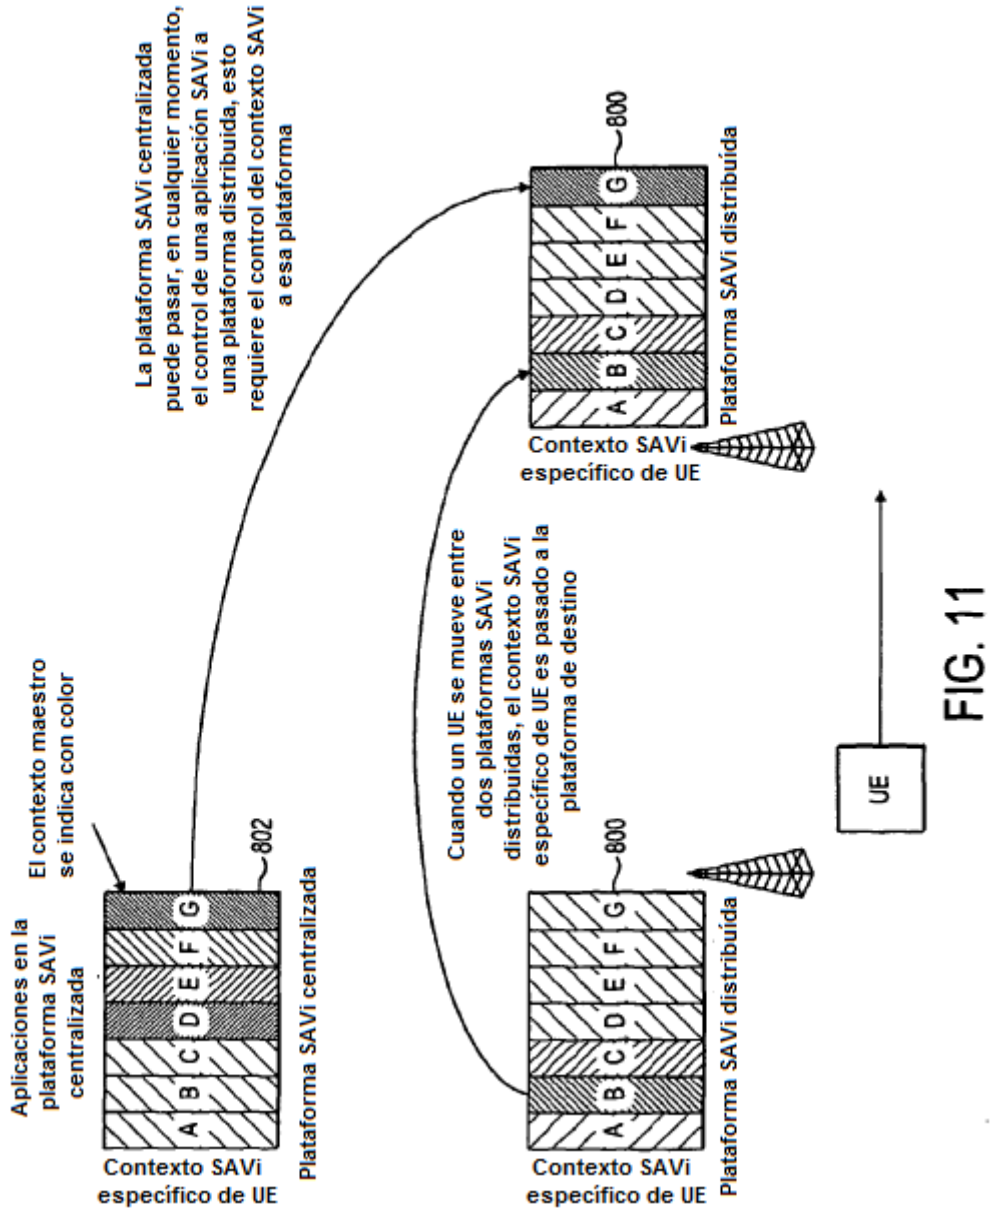 Aplicaciones en la
plataforma SAVi
centralizada
El contexto maestro
se indica con color
La plataforma SAVi centralizada
puede pasar, en cualquier momento,
el control de una aplicación SAVi a
una plataforma distribuida, esto
requiere el control del contexto SAVi
a esa plataforma
A B C D E F G
802
Contexto SAVi
específico de UE
Plataforma SAVi centralizada
Cuando un UE se mueve entre
dos plataformas SAVi
distribuidas, el contexto SAVi
específico de UE es pasado a la
plataforma de destino
A B C D E F G
800
Contexto SAVi
específico de UE
Plataforma SAVi distribuída
A B C D E F G
800
Contexto SAVi
específico de UE
Plataforma SAVi distribuída
UE
FIG. 11